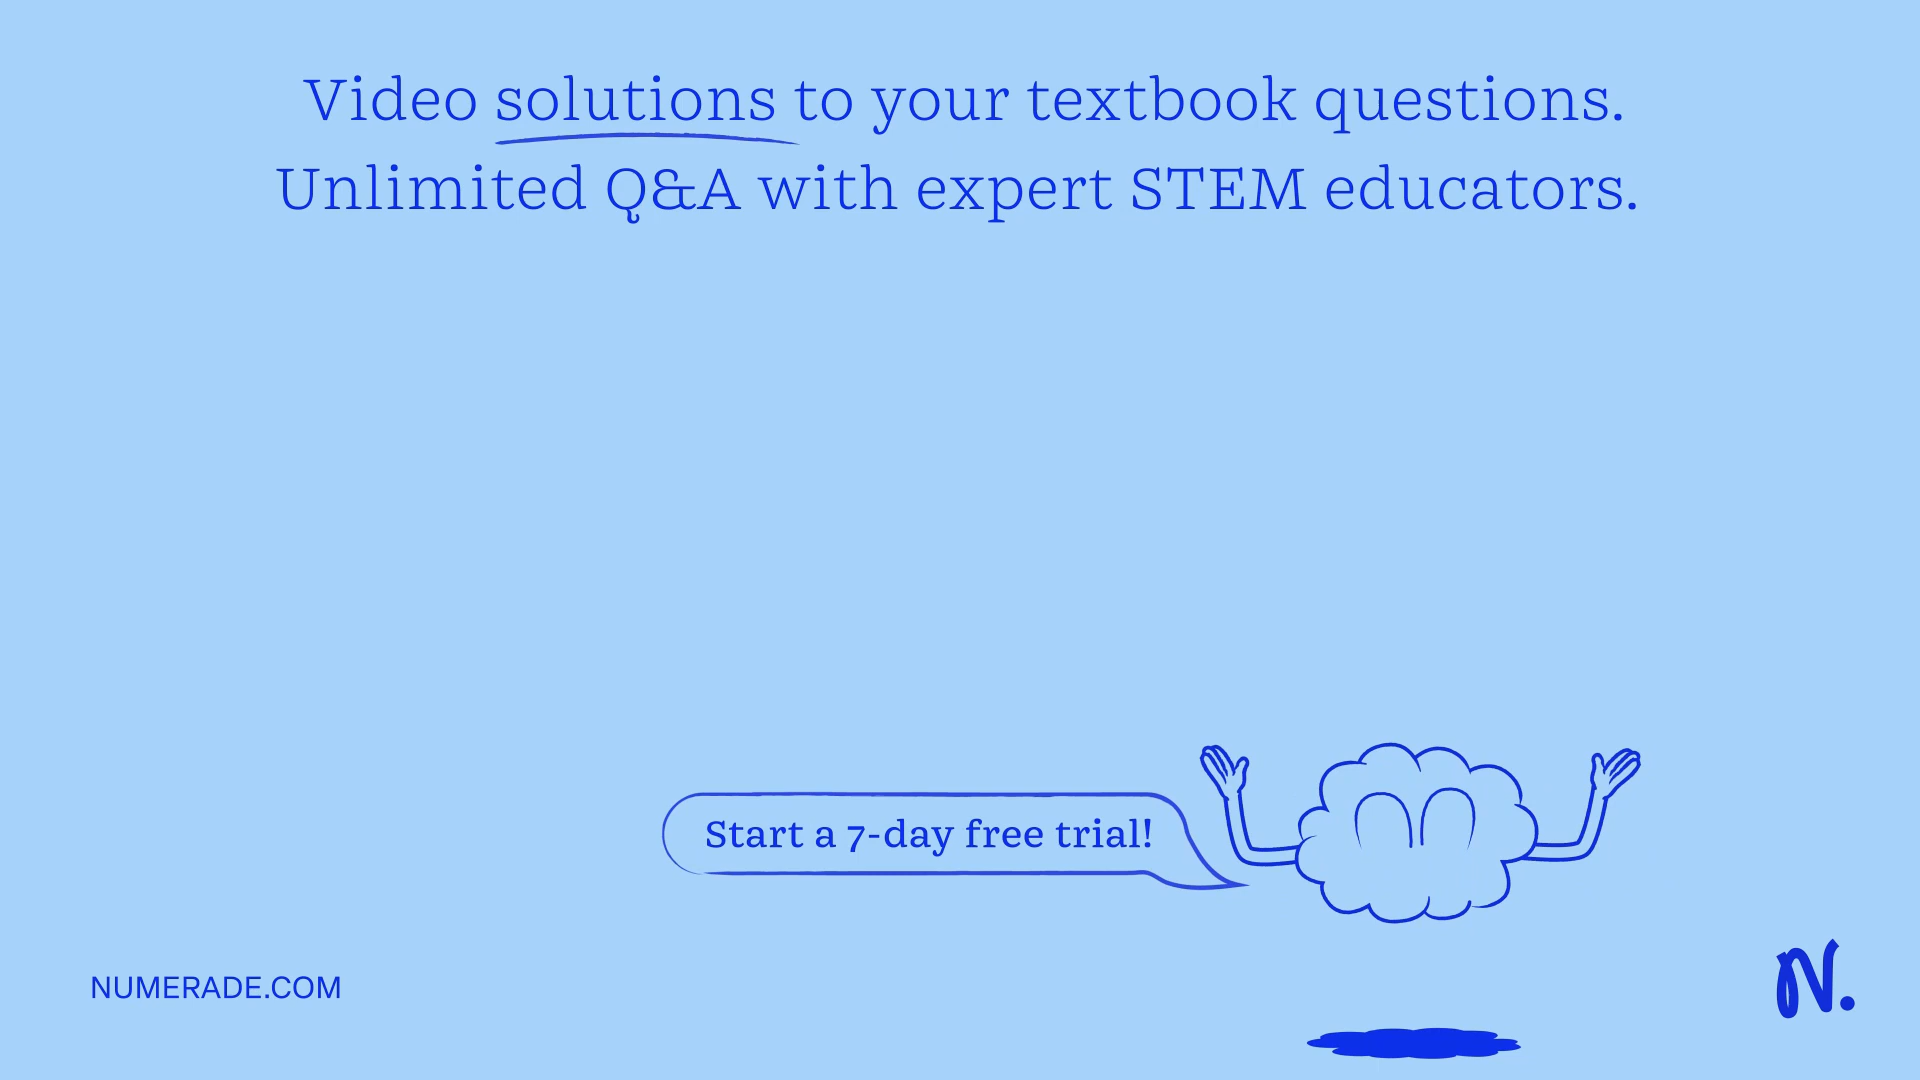 Video solutions to your textbook questions.
Unlimited Q&A with expert STEM educators.
Start a 7-day free trial!
NUMERADE.COM
N.